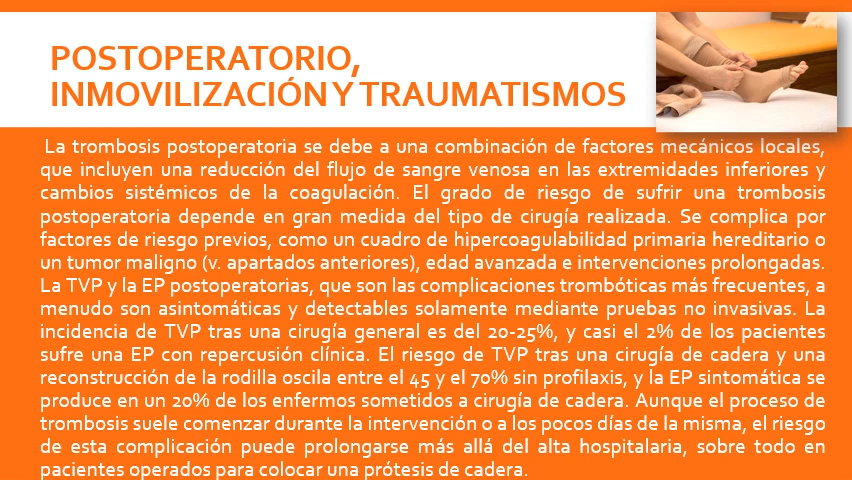 POSTOPERATORIO,
INMOVILIZACIÓN Y TRAUMATISMOS
La trombosis postoperatoria se debe a una combinación de factores mecánicos locales,
que incluyen una reducción del flujo de sangre venosa en las extremidades inferiores y
cambios sistémicos de la coagulación. El grado de riesgo de sufrir una trombosis
postoperatoria depende en gran medida del tipo de cirugía realizada. Se complica por
factores de riesgo previos, como un cuadro de hipercoagulabilidad primaria hereditario o
un tumor maligno (v. apartados anteriores), edad avanzada e intervenciones prolongadas.
La TVP y la EP postoperatorias, que son las complicaciones trombóticas más frecuentes, a
menudo son asintomáticas y detectables solamente mediante pruebas no invasivas. La
incidencia de TVP tras una cirugía general es del 20-25%, y casi el 2% de los pacientes
sufre una EP con repercusión clínica. El riesgo de TVP tras una cirugía de cadera y una
reconstrucción de la rodilla oscila entre el 45 y el 70% sin profilaxis, y la EP sintomática se
produce en un 20% de los enfermos sometidos a cirugía de cadera. Aunque el proceso de
trombosis suele comenzar durante la intervención o a los pocos días de la misma, el riesgo
de esta complicación puede prolongarse más allá del alta hospitalaria, sobre todo en
pacientes operados para colocar una prótesis de cadera.